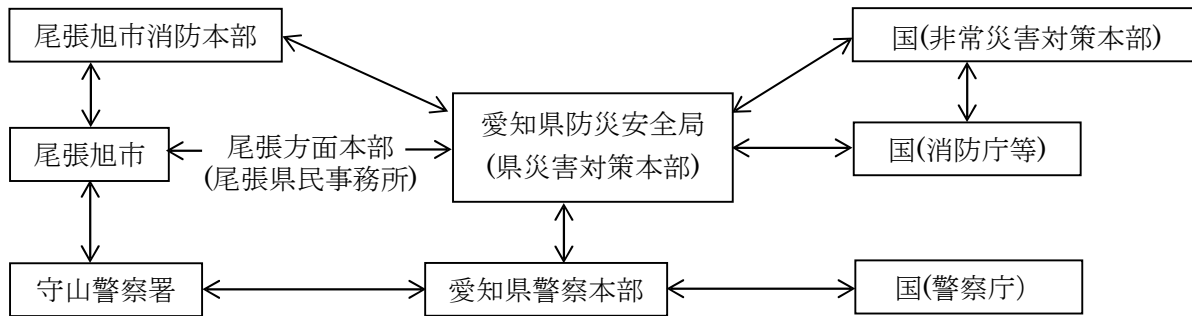 尾張旭市消防本部
国(非常災害対策本部)
愛知県防災安全局
(県災害対策本部)
尾張旭市
尾張方面本部
(尾張県民事務所)
国(消防庁等)
守山警察署
愛知県警察本部
国(警察庁)